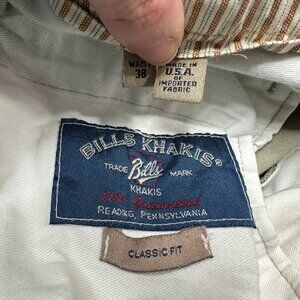 WAIST
38
MADE IN
U.S.A.
OF
IMPORTED
FABRIC
BILLS KHAKIS®
TRADE Bills MARK
KHAKIS
READING, PENNSYLVANIA
CLASSIC FIT